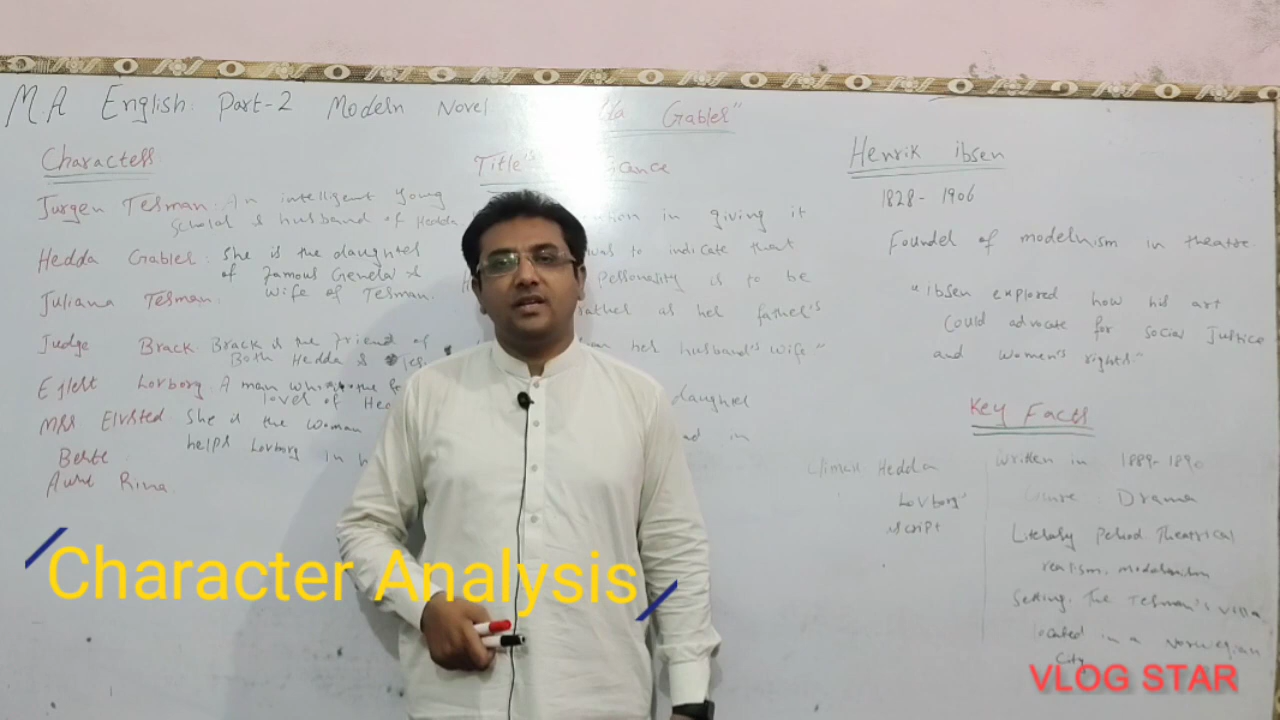 M.A English. Part-2 Modern Novel Gabler"
Characters
Jurgen Tesman: An intelligent young
scholar & husband of Hedda
Hedda Gabler: She is the daughter
of famous General &
wife of Tesman.
Juliana Tesman.
Judge Brack: Brack is the friend of
Both Hedda &
Ejlert Lovborg: A man who
lover of
Mrs Elvsted She is the woman
helps Lovborg in
Berte
Aunt Rina
Title's
in giving it
was to indicate that
Personality is to be
rather as her father's
her husband's wife"
daughter
in
Henrik ibsen
1828- 1906
Founder of modernism in theatre.
"ibsen explored how his art
Could advocate for social Justice
and women's rights."
Key Facts
Written in 1889-1890
Genre: Drama
Literary Period Theatrical
realism, modernism
Setting. The Tesman's villa
located in a Norwegian
City
Climax Hedda
Lovborg'
script
Character Analysis
VLOG STAR